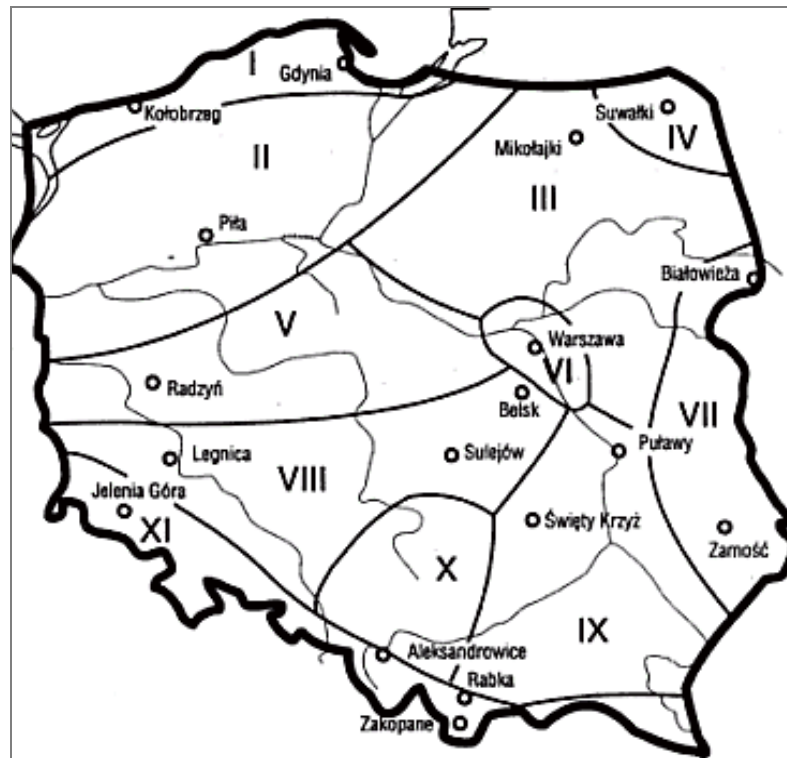 I
Gdynia
Kołobrzeg
Suwałki
IV
Mikołajki
II
III
Piła
Białowieża
V
Warszawa
VI
Radzyń
Belsk
VII
Puławy
Legnica
Sulejów
VIII
Jelenia Góra
XI
Święty Krzyż
Zamość
X
IX
Aleksandrowice
Rabka
Zakopane